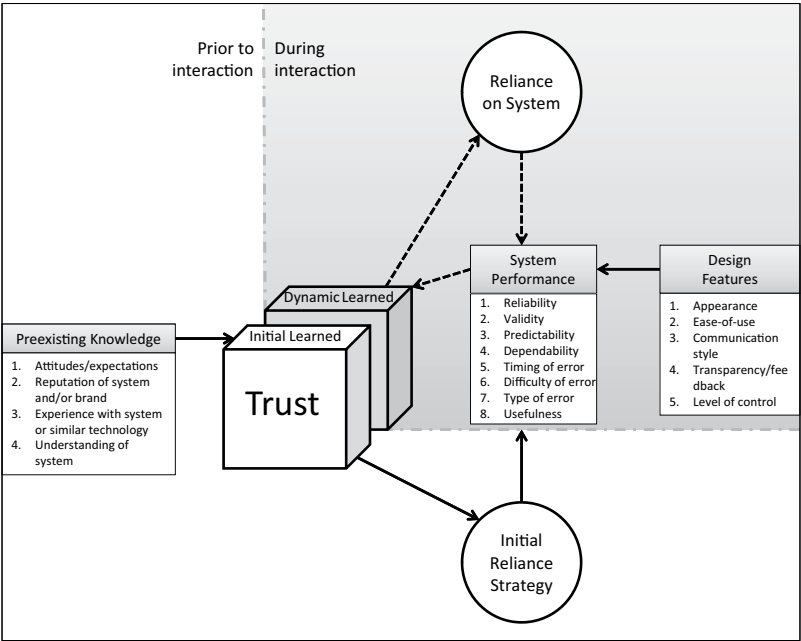 Prior to
interaction
During
interaction
Reliance
on System
System
Performance
1. Reliability
2. Validity
3. Predictability
4. Dependability
5. Timing of error
6. Difficulty of error
7. Type of error
8. Usefulness
Design
Features
1. Appearance
2. Ease-of-use
3. Communication
style
4. Transparency/fee
dback
5. Level of control
Dynamic Learned
Initial Learned
Trust
Preexisting Knowledge
1. Attitudes/expectations
2. Reputation of system
and/or brand
3. Experience with system
or similar technology
4. Understanding of
system
Initial
Reliance
Strategy